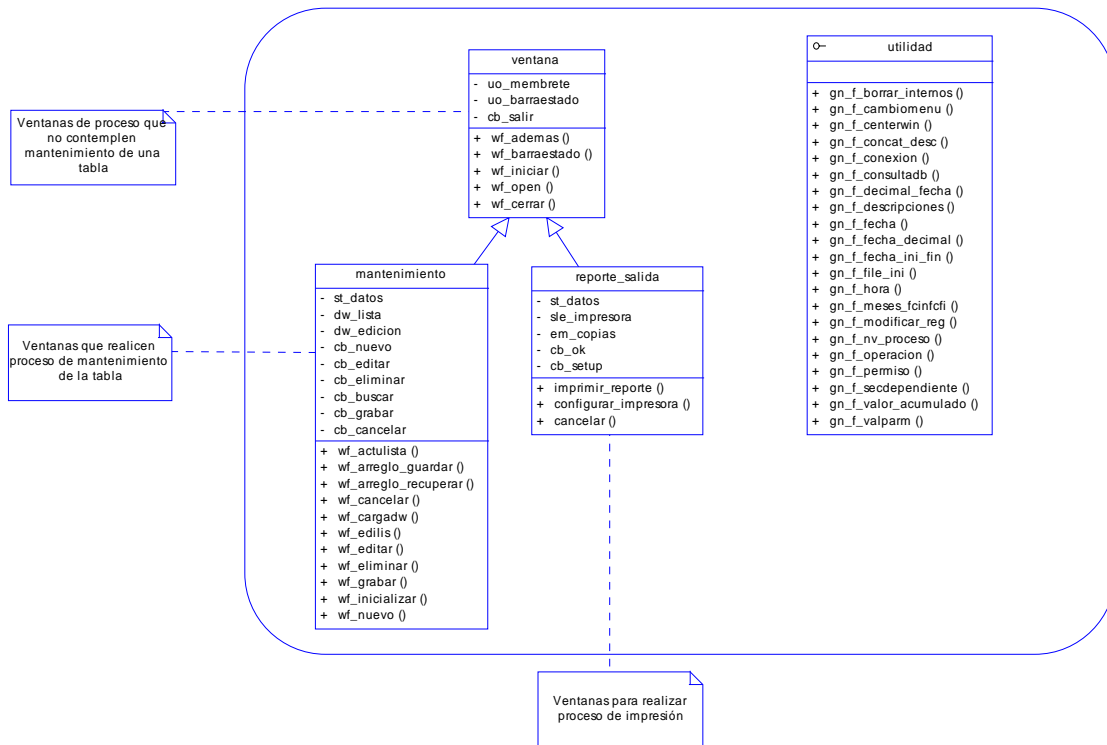 ventana
- uo_membrete
- uo_barraestado
- cb_salir
+ wf_ademas ()
+ wf_barraestado ()
+ wf_iniciar ()
+ wf_open ()
+ wf_cerrar ()
Ventanas de proceso que
no contemplen
mantenimiento de una
tabla
utilidad
+ gn_f_borrar_internos ()
+ gn_f_cambiomenu ()
+ gn_f_centerwin ()
+ gn_f_concat_desc ()
+ gn_f_conexion ()
+ gn_f_consultadb ()
+ gn_f_decimal_fecha ()
+ gn_f_descripciones ()
+ gn_f_fecha ()
+ gn_f_fecha_decimal ()
+ gn_f_fecha_ini_fin ()
+ gn_f_file_ini ()
+ gn_f_hora ()
+ gn_f_meses_fcinfcfi ()
+ gn_f_modificar_reg ()
+ gn_f_nv_proceso ()
+ gn_f_operacion ()
+ gn_f_permiso ()
+ gn_f_secdependiente ()
+ gn_f_valor_acumulado ()
+ gn_f_valparm ()
mantenimiento
- st_datos
- dw_lista
- dw_edicion
- cb_nuevo
- cb_editar
- cb_eliminar
- cb_buscar
- cb_grabar
- cb_cancelar
+ wf_actulista ()
+ wf_arreglo_guardar ()
+ wf_arreglo_recuperar ()
+ wf_cancelar ()
+ wf_cargadw ()
+ wf_edilis ()
+ wf_editar ()
+ wf_eliminar ()
+ wf_grabar ()
+ wf_inicializar ()
+ wf_nuevo ()
reporte_salida
- st_datos
- sle_impresora
- em_copias
- cb_ok
- cb_setup
+ imprimir_reporte ()
+ configurar_impresora ()
+ cancelar ()
Ventanas que realicen
proceso de mantenimiento
de la tabla
Ventanas para realizar
proceso de impresión